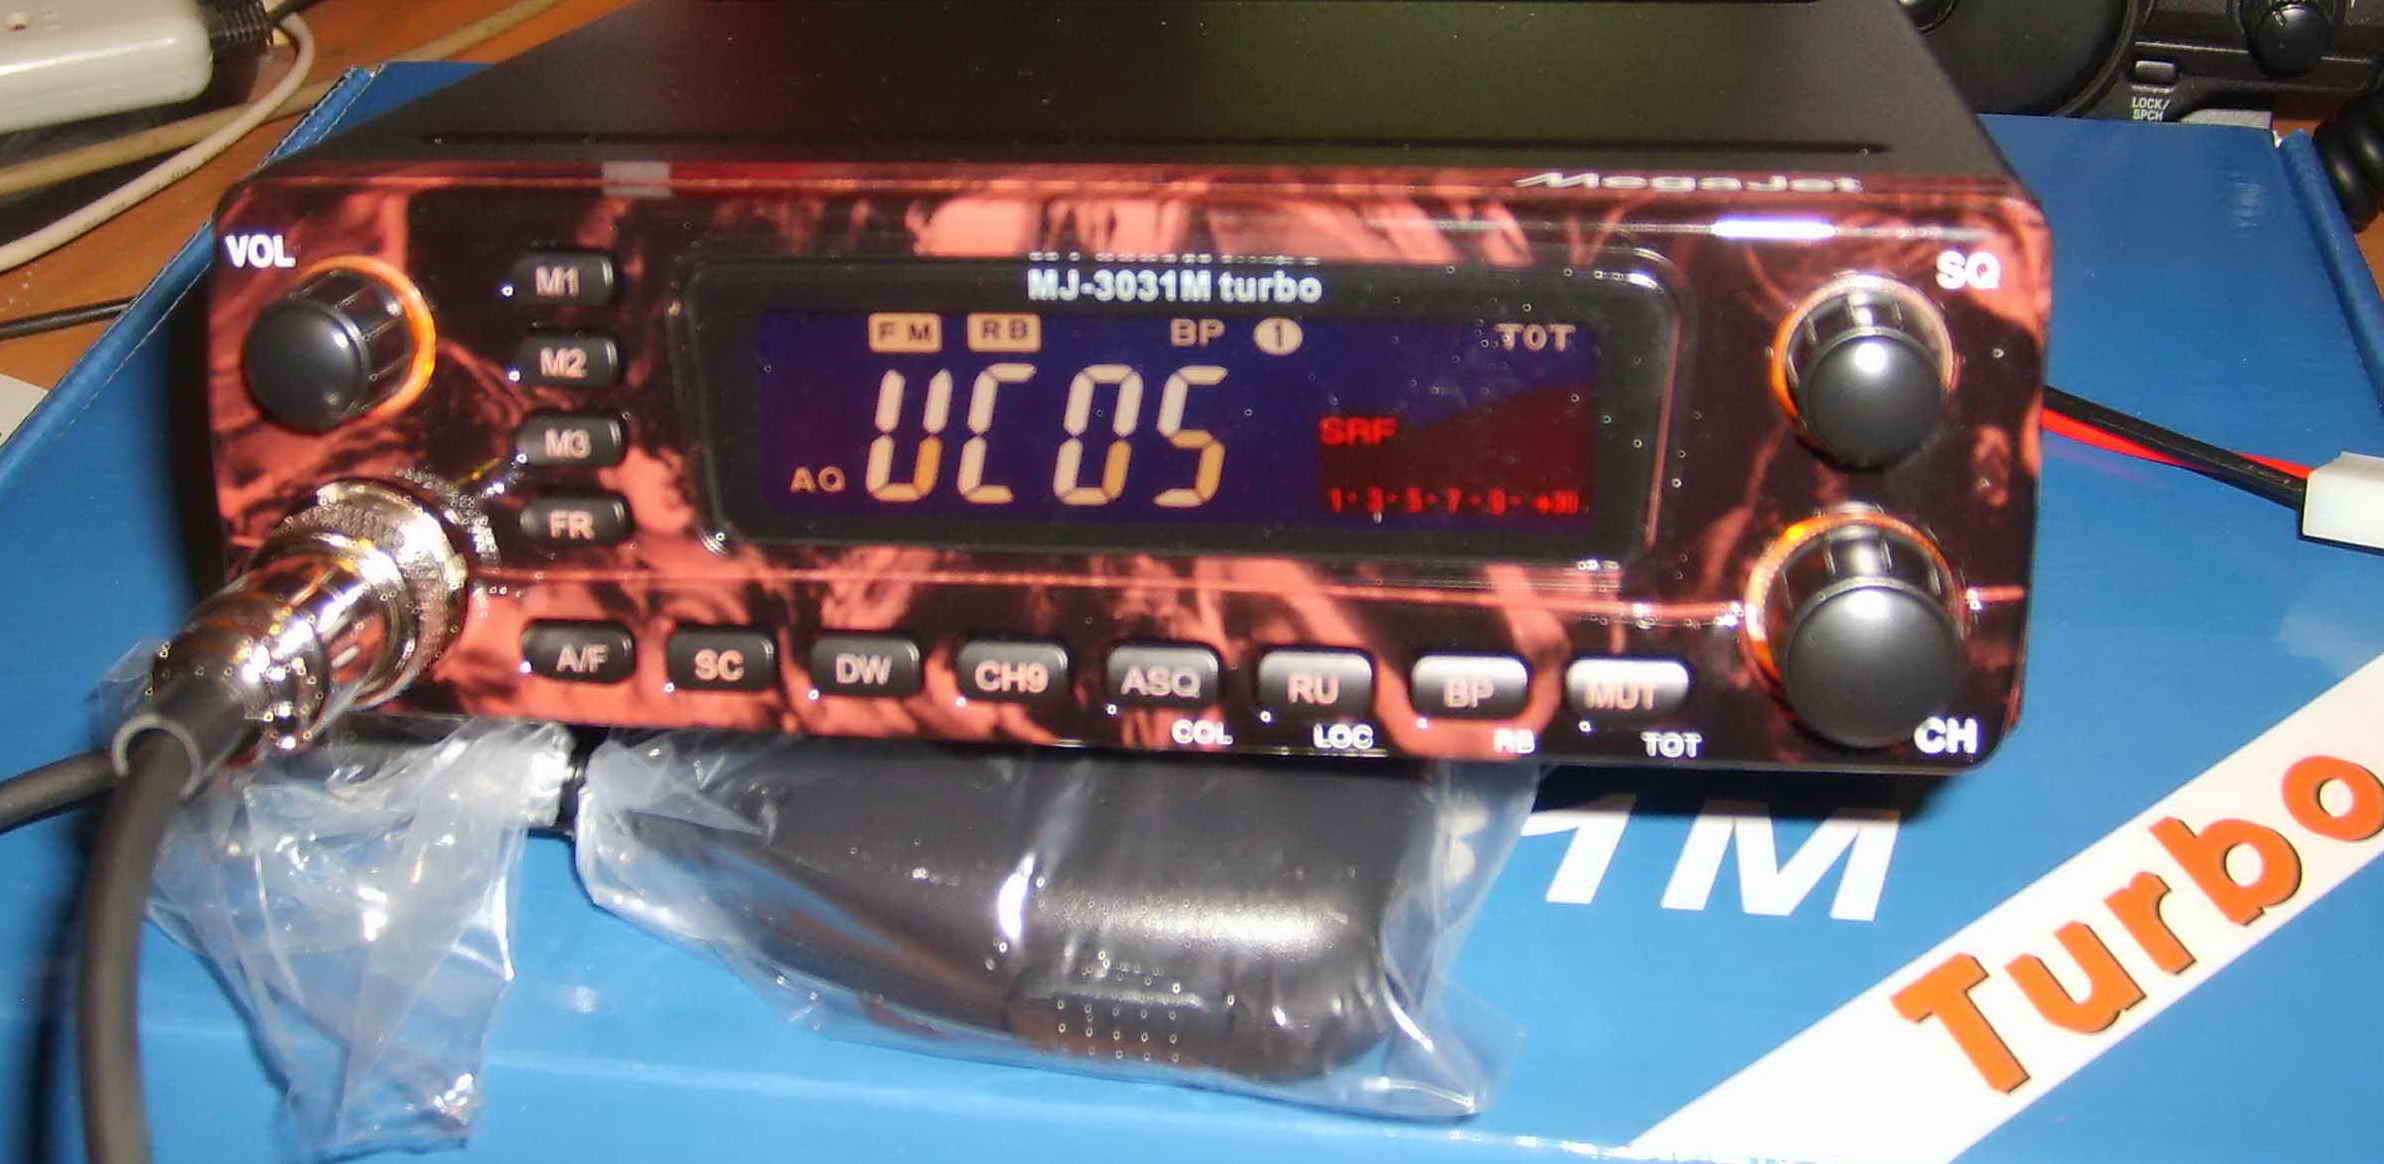 LOCK/
SPCH
MegaJet
VOL
SQ
M1
MJ-3031M turbo
FM RB BP 1 TOT
M2
UC05
M3
SRF
AQ
1·3·5·7·9·+30
FR
A/F SC DW CH9 ASQ RU BP MUT
COL LOC RB TOT
CH
31M
Turbo